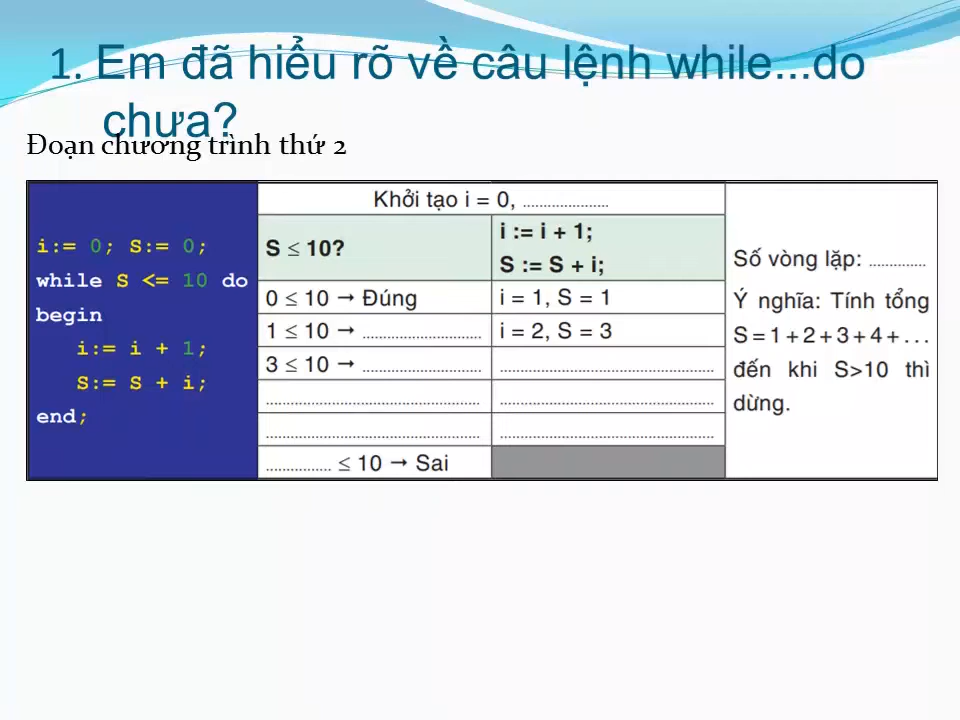 1. Em đã hiểu rõ về câu lệnh while...do
chưa?
Đoạn chương trình thứ 2
i:= 0; S:= 0;
while S <= 10 do
begin
i:= i + 1;
S:= S + i;
end;
Khởi tạo i = 0, .....................
S ≤ 10?
i := i + 1;
S := S + i;
0 ≤ 10 → Đúng
i = 1, S = 1
1 ≤ 10 → .............................
i = 2, S = 3
3 ≤ 10 → .............................
....................................................
....................................................
....................................................
....................................................
....................................................
................ ≤ 10 → Sai
Số vòng lặp: ..............
Ý nghĩa: Tính tổng
S = 1 + 2 + 3 + 4 + . . .
đến khi S>10 thì
dừng.